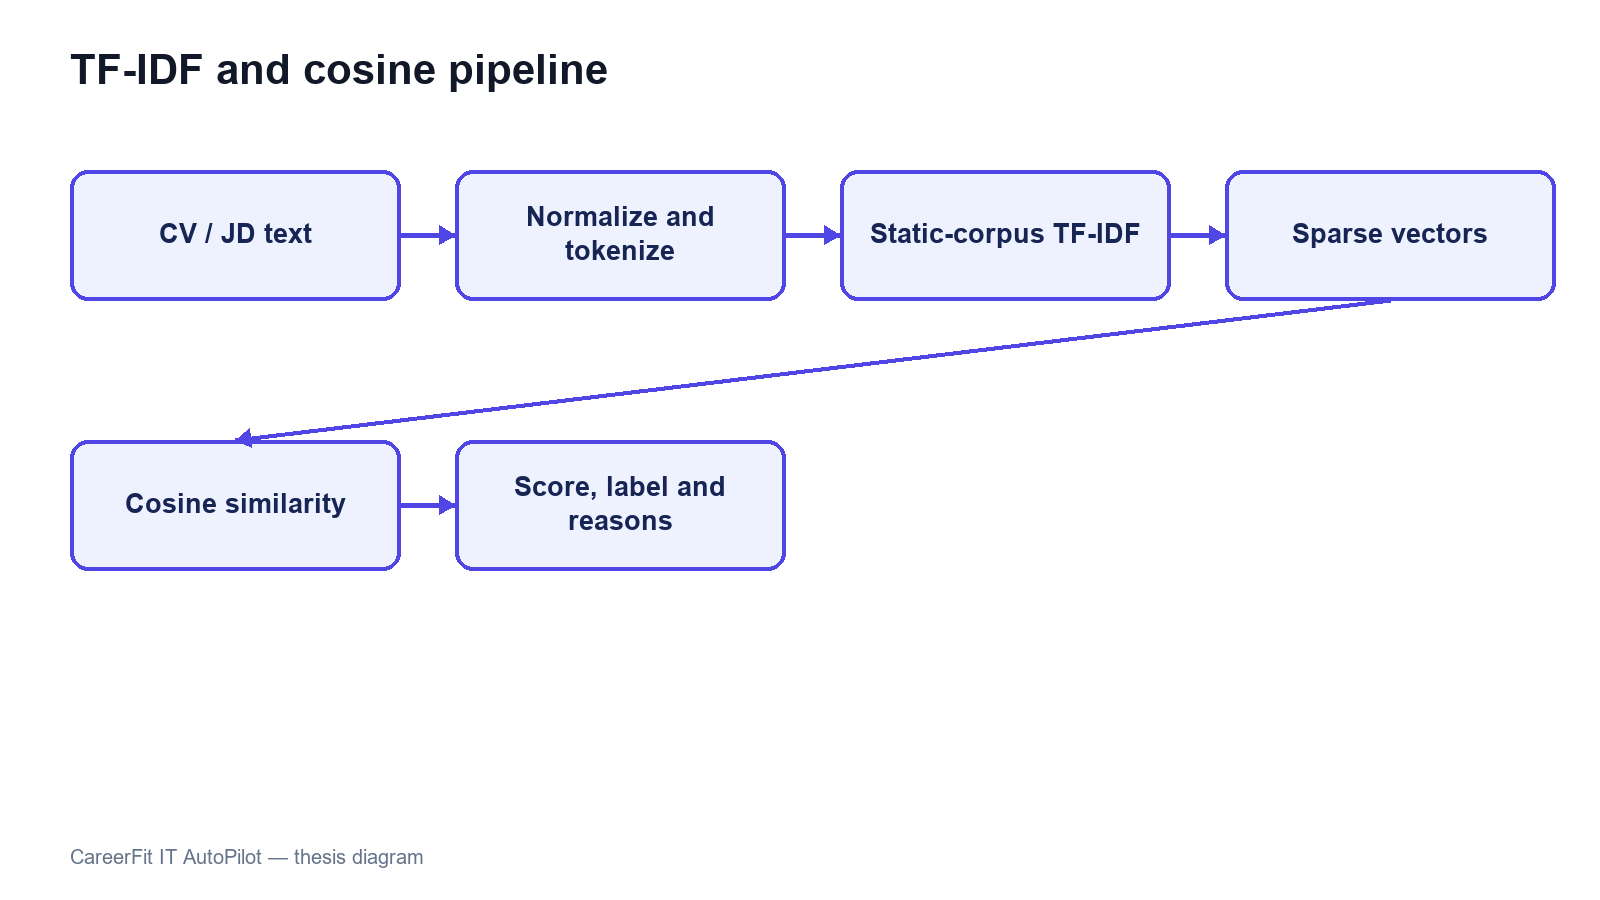 TF-IDF and cosine pipeline
CV / JD text
Normalize and
tokenize
Static-corpus TF-IDF
Sparse vectors
Cosine similarity
Score, label and
reasons
CareerFit IT AutoPilot — thesis diagram